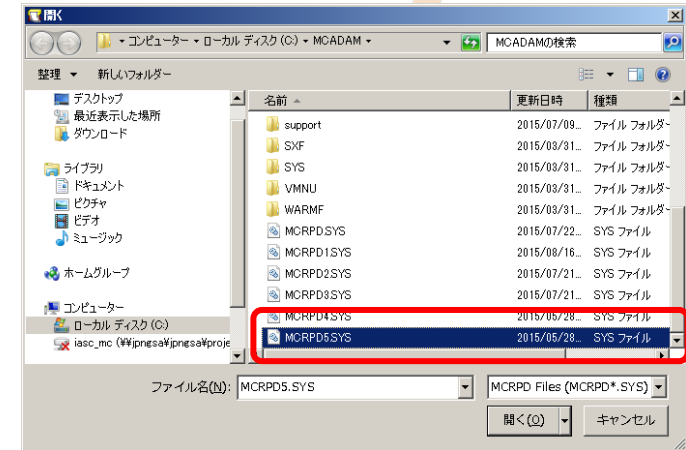 開く
コンピューター ▾ ローカル ディスク (C:) ▾ MCADAM ▾
MCADAMの検索
整理 ▼ 新しいフォルダー
デスクトップ
最近表示した場所
ダウンロード
ライブラリ
ドキュメント
ピクチャ
ビデオ
ミュージック
ホームグループ
コンピューター
ローカル ディスク (C:)
iasc_mc (¥¥jpngsa¥jpngsa¥proje
名前 更新日時 種類
support 2015/07/09... ファイル フォルダー
SXF 2015/03/31... ファイル フォルダー
SYS 2015/03/31... ファイル フォルダー
VMNU 2015/03/31... ファイル フォルダー
WARMF 2015/03/31... ファイル フォルダー
MCRPD.SYS 2015/07/22... SYS ファイル
MCRPD1.SYS 2015/08/16... SYS ファイル
MCRPD2.SYS 2015/07/21... SYS ファイル
MCRPD3.SYS 2015/07/21... SYS ファイル
MCRPD4.SYS 2015/05/28... SYS ファイル
MCRPD5.SYS 2015/05/28... SYS ファイル
ファイル名(N): MCRPD5.SYS
MCRPD Files (MCRPD*.SYS)
開く(O) キャンセル